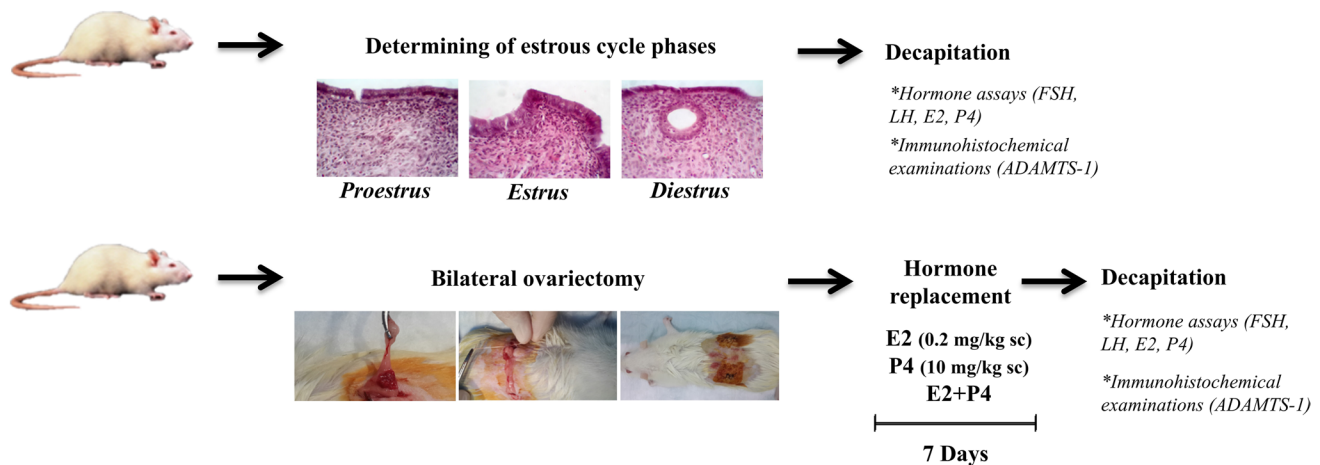 Determining of estrous cycle phases
Proestrus
Estrus
Diestrus
Decapitation
*Hormone assays (FSH,
LH, E2, P4)
*Immunohistochemical
examinations (ADAMTS-1)
Bilateral ovariectomy
Hormone
replacement
E2 (0.2 mg/kg sc)
P4 (10 mg/kg sc)
E2+P4
7 Days
Decapitation
*Hormone assays (FSH,
LH, E2, P4)
*Immunohistochemical
examinations (ADAMTS-1)